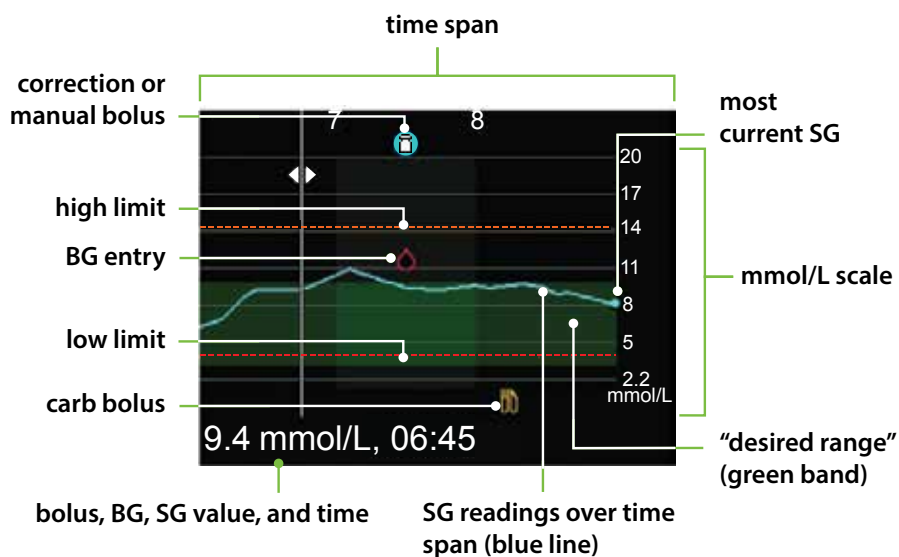 time span
correction or
manual bolus
most
current SG
7 8
20
17
high limit
14
BG entry
11
mmol/L scale
8
low limit
5
2.2
mmol/L
carb bolus
9.4 mmol/L, 06:45
“desired range”
(green band)
bolus, BG, SG value, and time
SG readings over time
span (blue line)